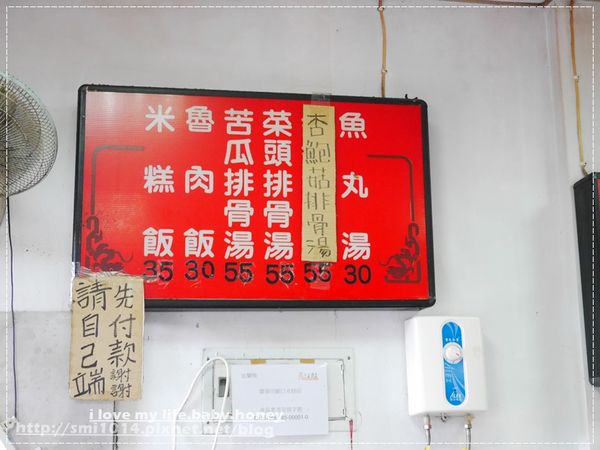 魚丸湯 30
杏鮑菇排骨湯 55
菜頭排骨湯 55
苦瓜排骨湯 55
魯肉飯 30
米糕飯 35
先付款謝謝
請自己端
i love my life.baby.honey
http://smi1014.pixnet.net/blog